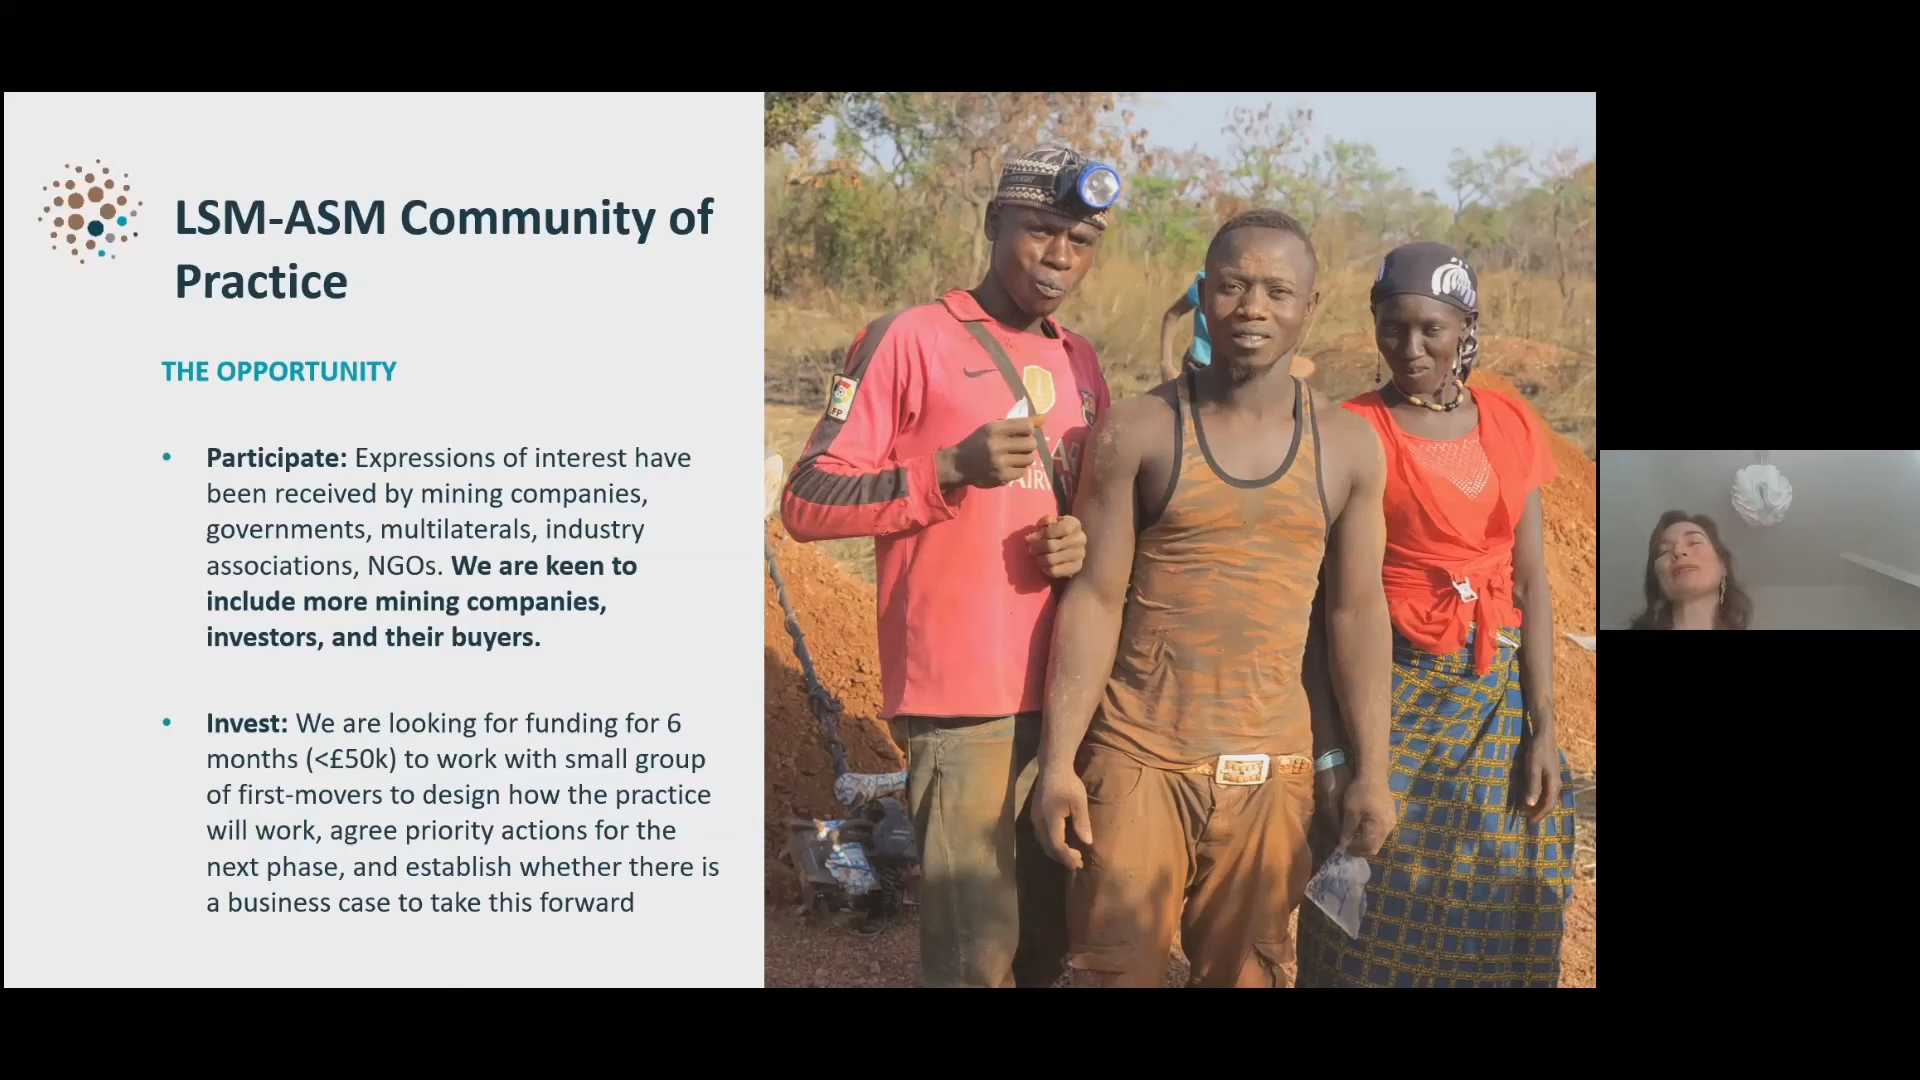 LSM-ASM Community of
Practice
THE OPPORTUNITY
• Participate: Expressions of interest have
been received by mining companies,
governments, multilaterals, industry
associations, NGOs. We are keen to
include more mining companies,
investors, and their buyers.
• Invest: We are looking for funding for 6
months (<£50k) to work with small group
of first-movers to design how the practice
will work, agree priority actions for the
next phase, and establish whether there is
a business case to take this forward